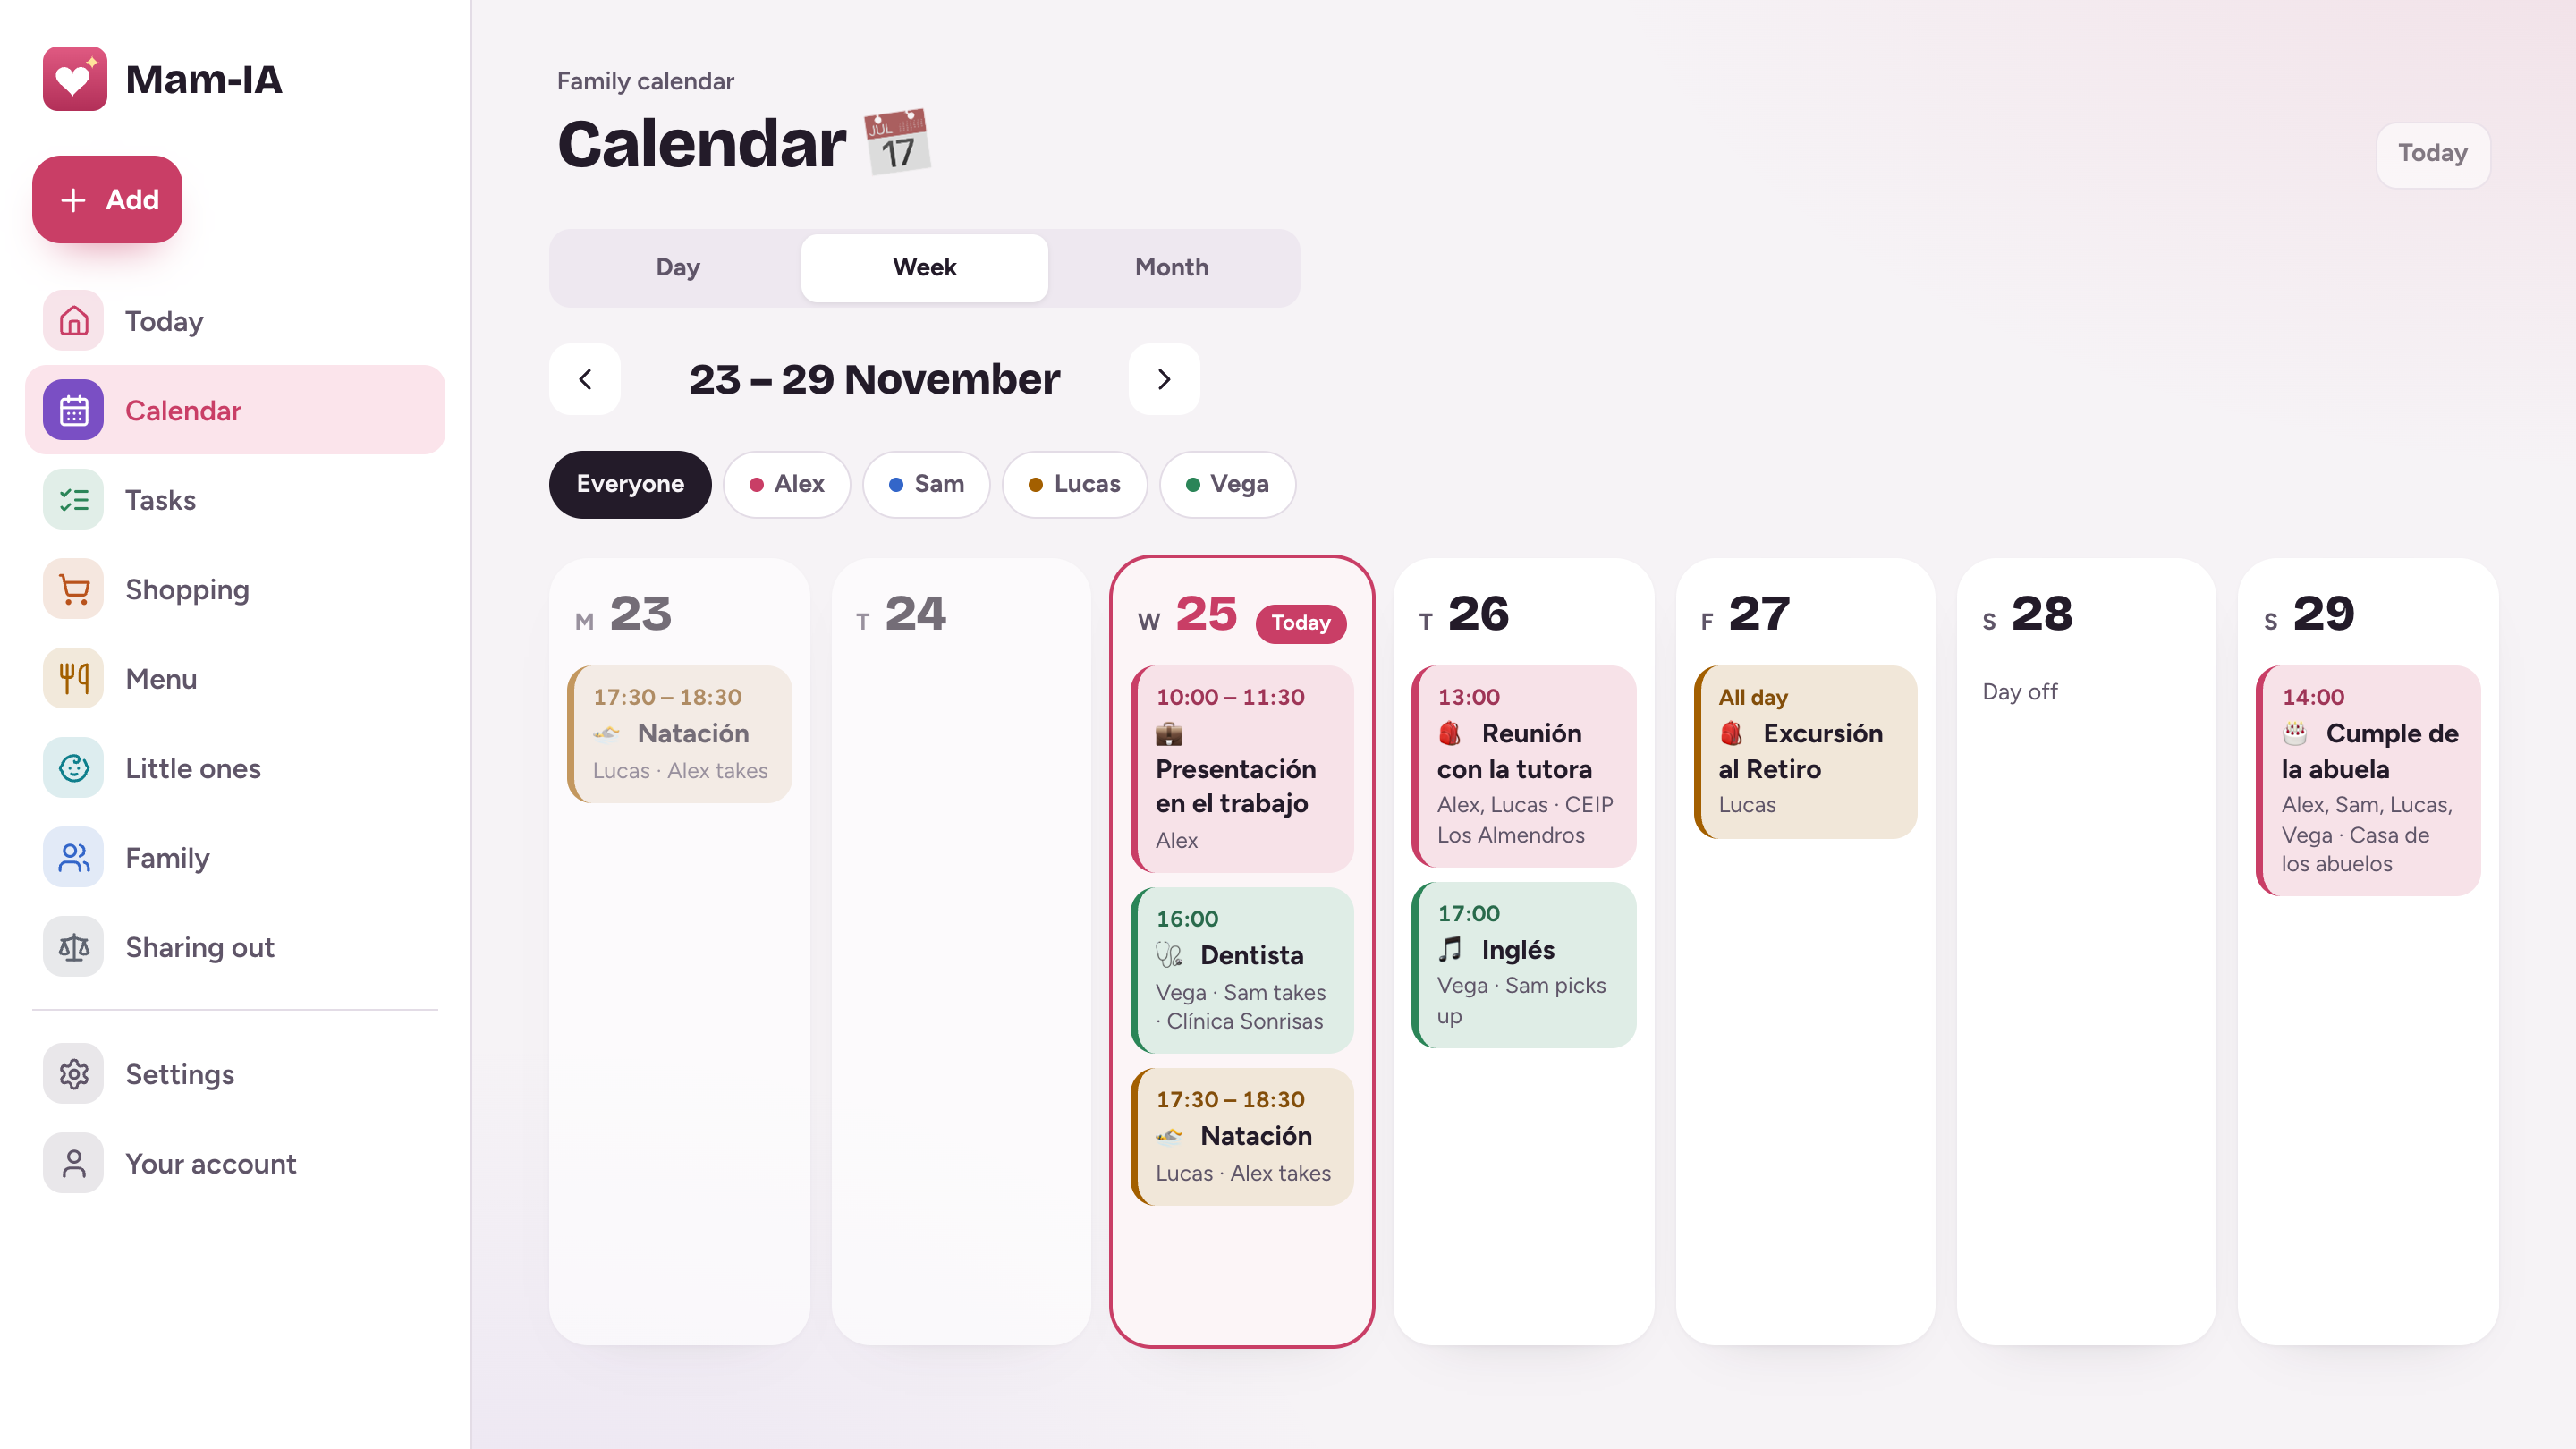 Mam-IA
Add
Today
Calendar
Tasks
Shopping
Menu
Little ones
Family
Sharing out
Settings
Your account
Family calendar
Calendar
JUL
17
Today
Day
Week
Month
23 – 29 November
Everyone
Alex
Sam
Lucas
Vega
M 23
17:30 – 18:30
Natación
Lucas · Alex takes
T 24
W 25 Today
10:00 – 11:30
Presentación
en el trabajo
Alex
16:00
Dentista
Vega · Sam takes
· Clínica Sonrisas
17:30 – 18:30
Natación
Lucas · Alex takes
T 26
13:00
Reunión
con la tutora
Alex, Lucas · CEIP
Los Almendros
17:00
Inglés
Vega · Sam picks
up
F 27
All day
Excursión
al Retiro
Lucas
S 28
Day off
S 29
14:00
Cumple de
la abuela
Alex, Sam, Lucas,
Vega · Casa de
los abuelos